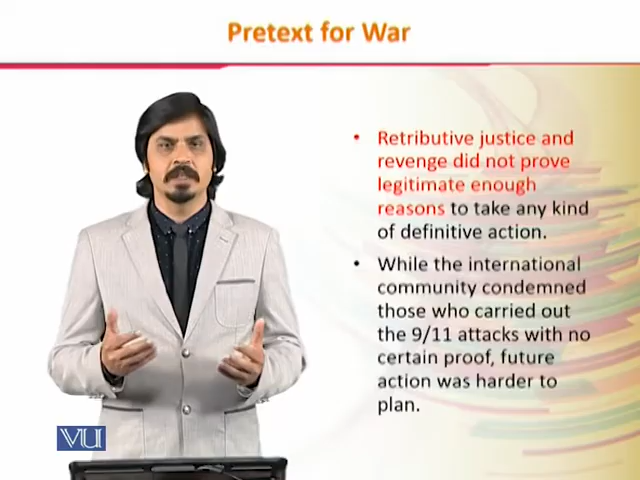 Pretext for War
• Retributive justice and
revenge did not prove
legitimate enough
reasons to take any kind
of definitive action.
• While the international
community condemned
those who carried out
the 9/11 attacks with no
certain proof, future
action was harder to
plan.
VU